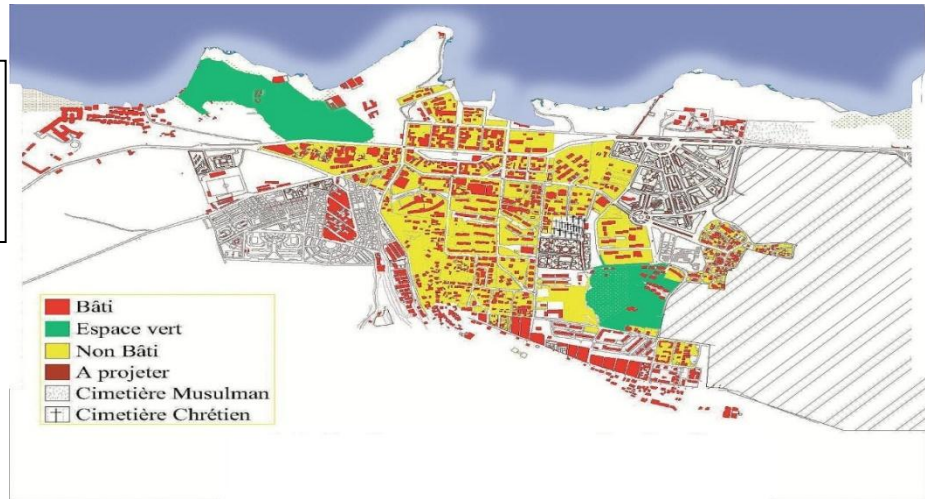 Bâti
Espace vert
Non Bâti
A projeter
Cimetière Musulman
Cimetière Chrétien